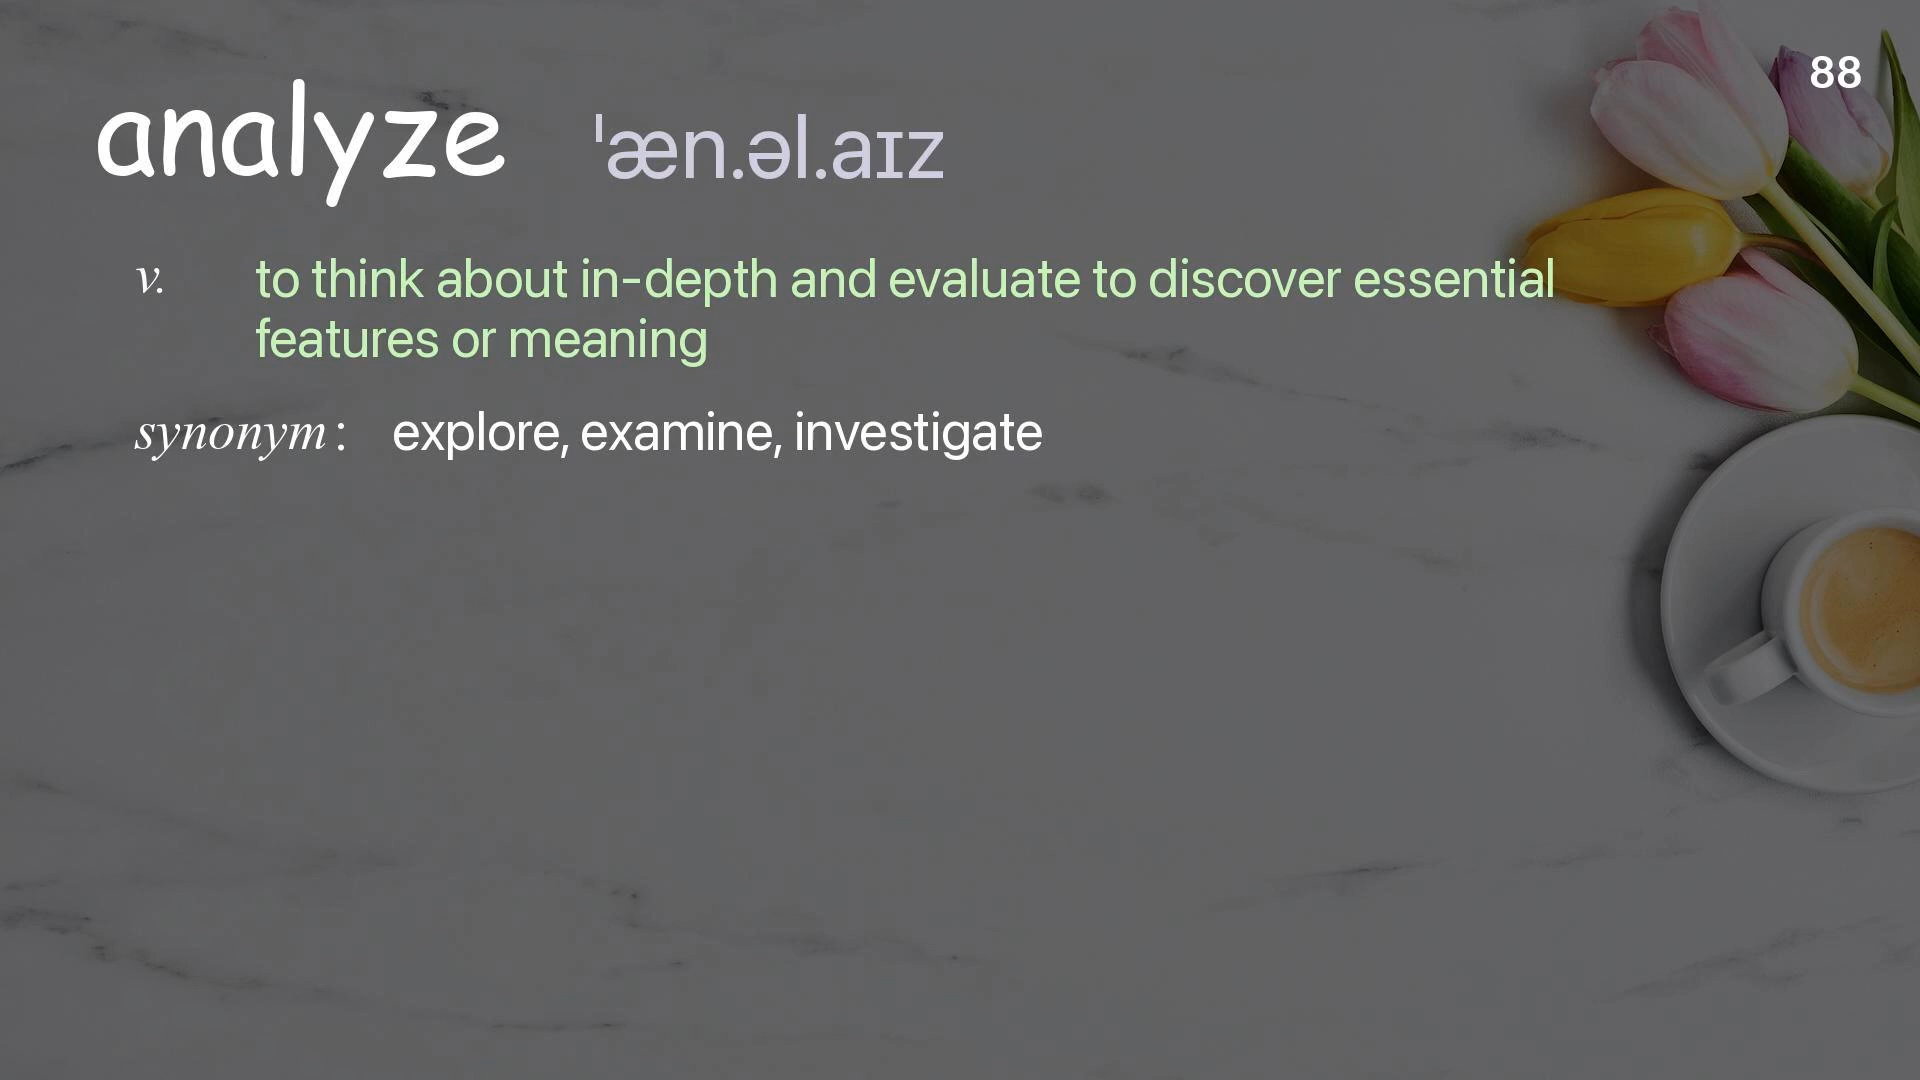 88
analyze ˈæn.əl.aɪz
v. to think about in-depth and evaluate to discover essential
features or meaning
synonym: explore, examine, investigate